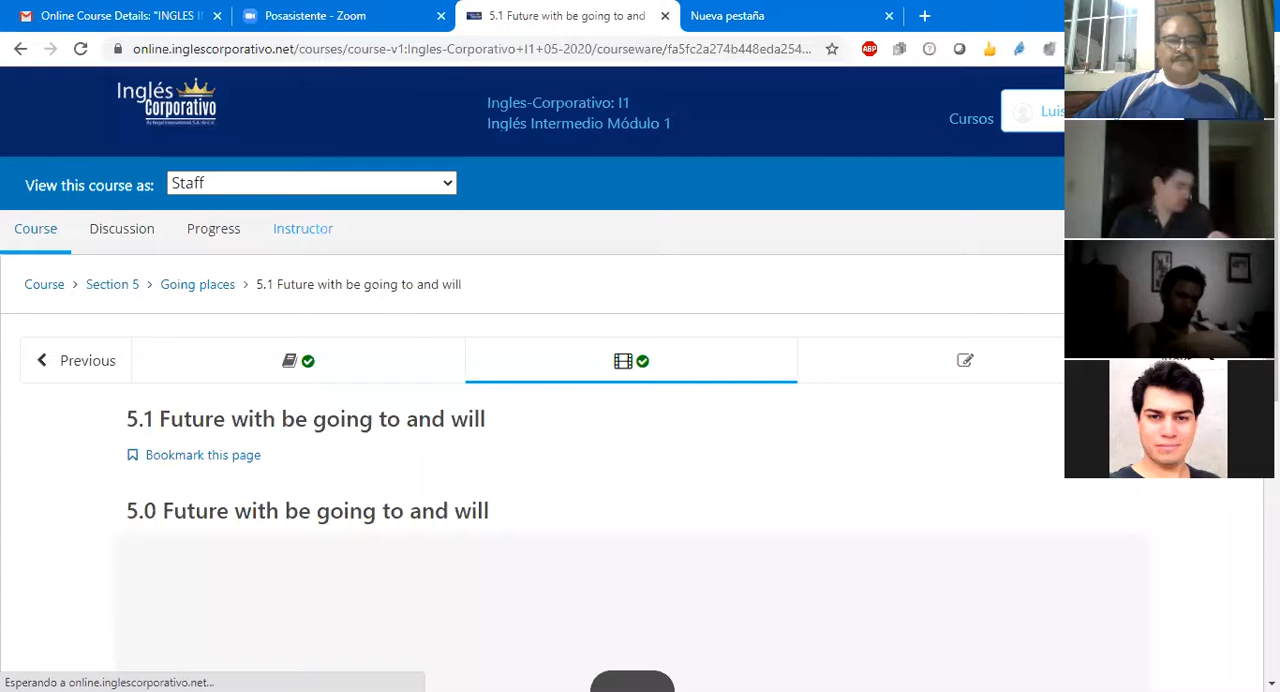 Online Course Details: "INGLES II
Posasistente - Zoom
5.1 Future with be going to and
Nueva pestaña
online.inglescorporativo.net/courses/course-v1:Ingles-Corporativo+I1+05-2020/courseware/fa5fc2a274b448eda254...
ABP
Inglés
Corporativo
Ingles-Corporativo: I1
Inglés Intermedio Módulo 1
Cursos
Luis
View this course as:
Staff
Course
Discussion
Progress
Instructor
Course > Section 5 > Going places > 5.1 Future with be going to and will
Previous
5.1 Future with be going to and will
Bookmark this page
5.0 Future with be going to and will
Esperando a online.inglescorporativo.net...